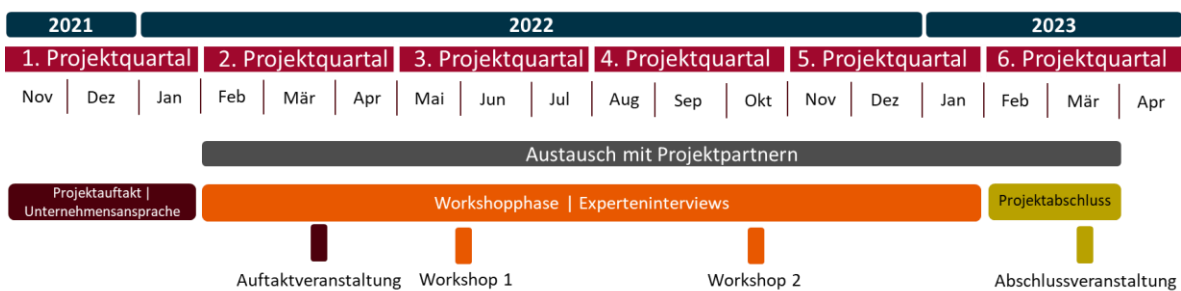 2021 2022 2023
1. Projektquartal 2. Projektquartal 3. Projektquartal 4. Projektquartal 5. Projektquartal 6. Projektquartal
Nov Dez Jan Feb Mär Apr Mai Jun Jul Aug Sep Okt Nov Dez Jan Feb Mär Apr
Austausch mit Projektpartnern
Projektauftakt |
Unternehmensansprache
Workshopphase | Experteninterviews
Projektabschluss
Auftaktveranstaltung Workshop 1 Workshop 2 Abschlussveranstaltung